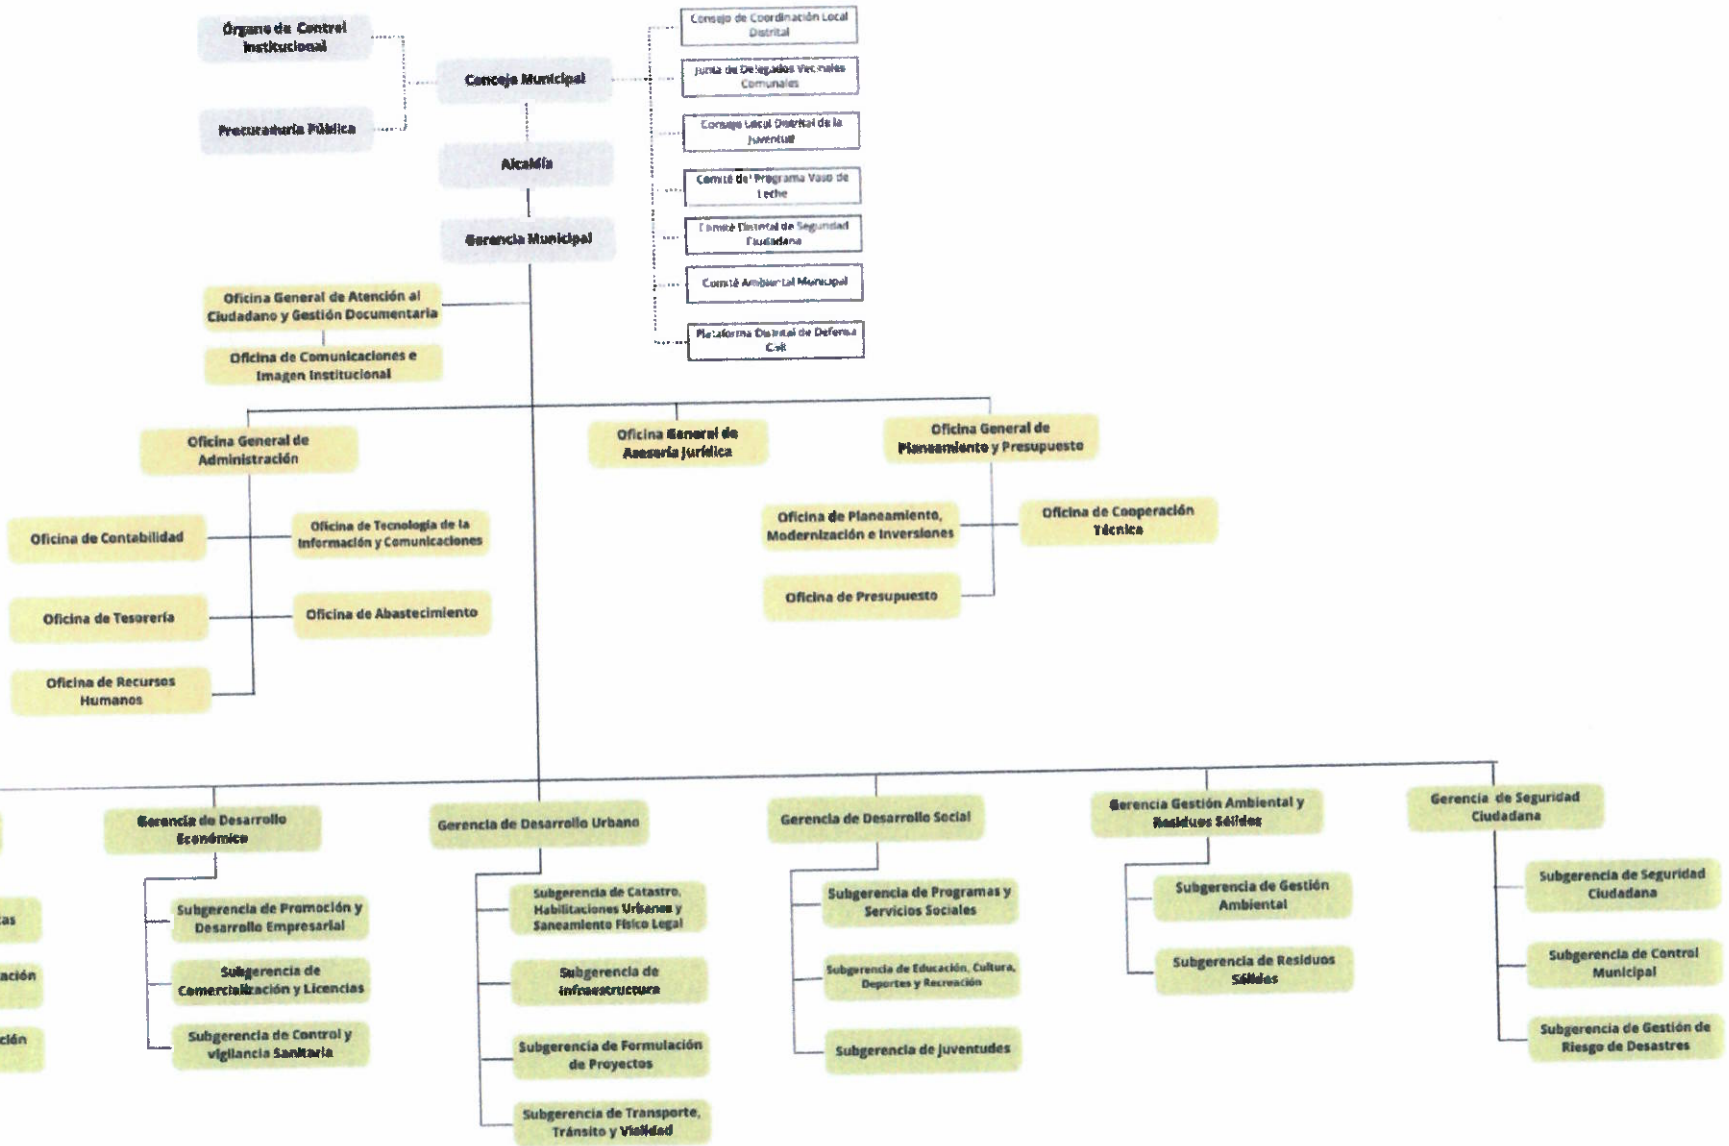 Órgano de Control
Institucional
Procuraduría Pública
Concejo Municipal
Alcaldía
Gerencia Municipal
Consejo de Coordinación Local
Distrital
Junta de Delegados Vecinales
Comunales
Consejo Local Distrital de la
Juventud
Comité del Programa Vaso de
Leche
Comité Distrital de Seguridad
Ciudadana
Comité Ambiental Municipal
Plataforma Distrital de Defensa
Civil
Oficina General de Atención al
Ciudadano y Gestión Documentaria
Oficina de Comunicaciones e
Imagen Institucional
Oficina General de
Administración
Oficina General de
Asesoría Jurídica
Oficina General de
Planeamiento y Presupuesto
Oficina de Contabilidad
Oficina de Tecnología de la
Información y Comunicaciones
Oficina de Tesorería
Oficina de Abastecimiento
Oficina de Recursos
Humanos
Oficina de Planeamiento,
Modernización e Inversiones
Oficina de Cooperación
Técnica
Oficina de Presupuesto
tas
ación
ción
Gerencia de Desarrollo
Económico
Subgerencia de Promoción y
Desarrollo Empresarial
Subgerencia de
Comercialización y Licencias
Subgerencia de Control y
vigilancia Sanitaria
Gerencia de Desarrollo Urbano
Subgerencia de Catastro,
Habilitaciones Urbanas y
Saneamiento Físico Legal
Subgerencia de
Infraestructura
Subgerencia de Formulación
de Proyectos
Subgerencia de Transporte,
Tránsito y Vialidad
Gerencia de Desarrollo Social
Subgerencia de Programas y
Servicios Sociales
Subgerencia de Educación, Cultura,
Deportes y Recreación
Subgerencia de Juventudes
Gerencia Gestión Ambiental y
Residuos Sólidos
Subgerencia de Gestión
Ambiental
Subgerencia de Residuos
Sólidos
Gerencia de Seguridad
Ciudadana
Subgerencia de Seguridad
Ciudadana
Subgerencia de Control
Municipal
Subgerencia de Gestión de
Riesgo de Desastres